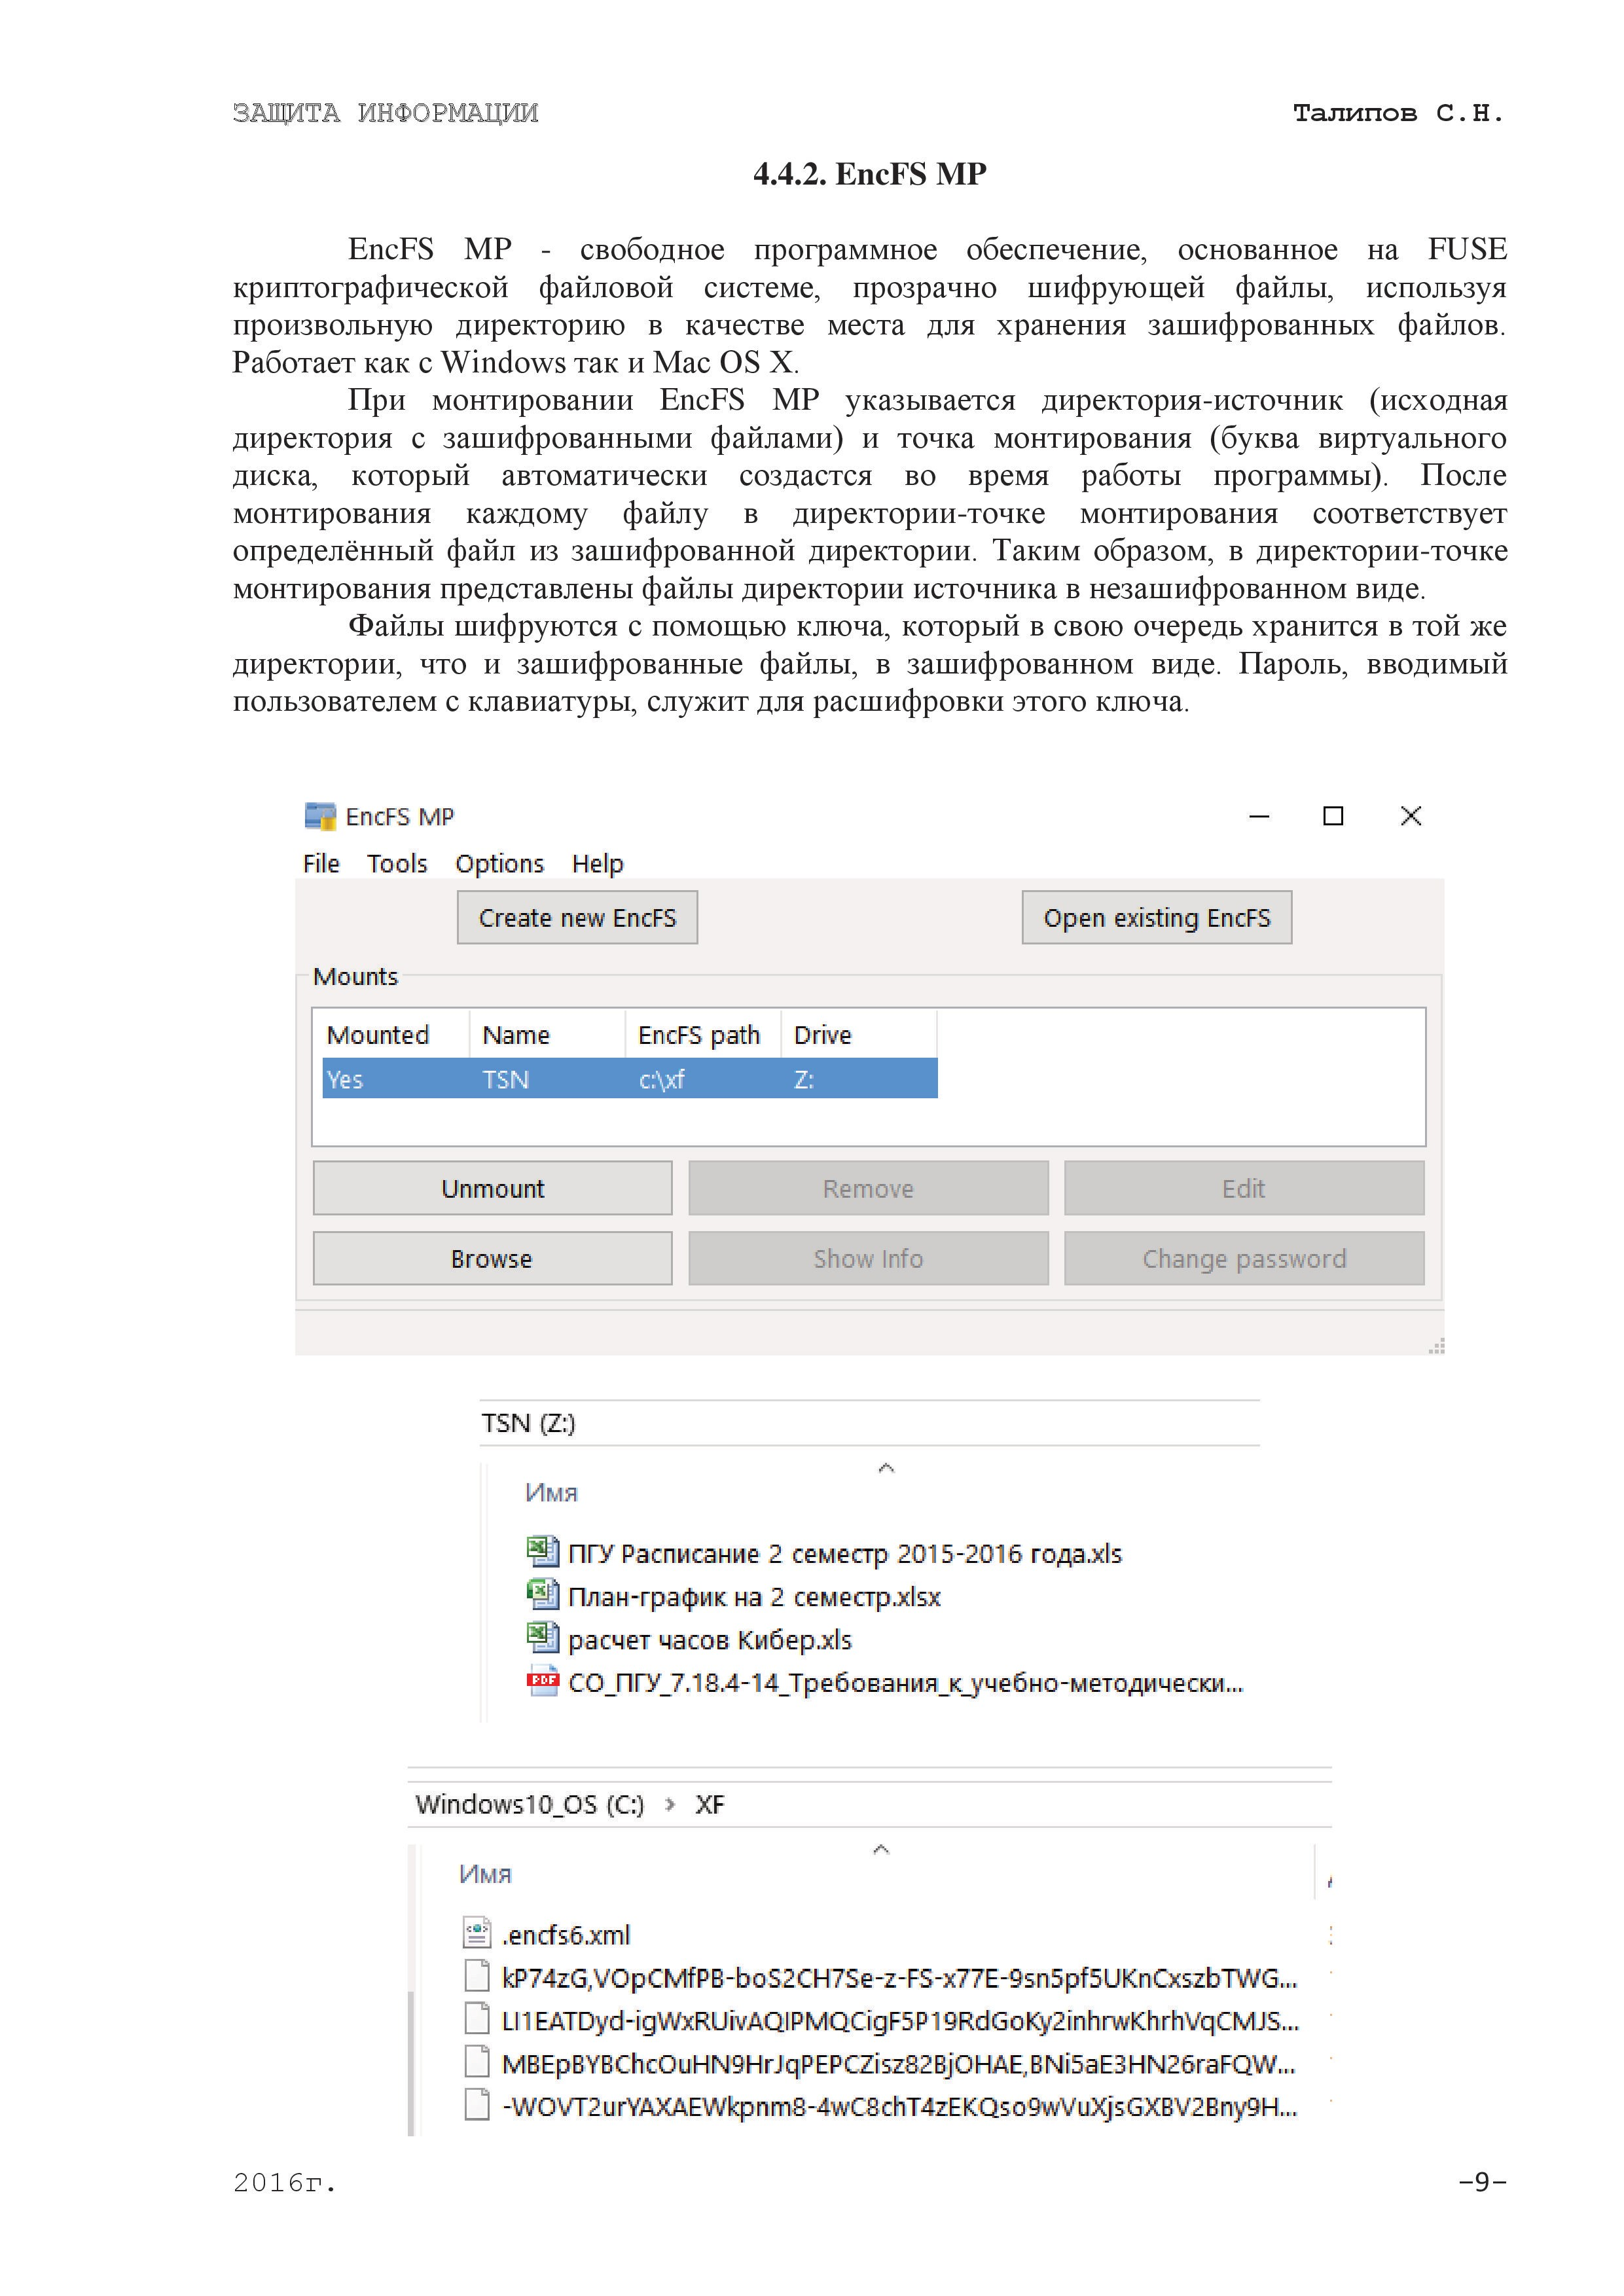 ЗАЩИТА ИНФОРМАЦИИ Талипов С.Н.
4.4.2. EncFS MP
EncFS MP - свободное программное обеспечение, основанное на FUSE
криптографической файловой системе, прозрачно шифрующей файлы, используя
произвольную директорию в качестве места для хранения зашифрованных файлов.
Работает как с Windows так и Mac OS X.
При монтировании EncFS MP указывается директория-источник (исходная
директория с зашифрованными файлами) и точка монтирования (буква виртуального
диска, который автоматически создастся во время работы программы). После
монтирования каждому файлу в директории-точке монтирования соответствует
определённый файл из зашифрованной директории. Таким образом, в директории-точке
монтирования представлены файлы директории источника в незашифрованном виде.
Файлы шифруются с помощью ключа, который в свою очередь хранится в той же
директории, что и зашифрованные файлы, в зашифрованном виде. Пароль, вводимый
пользователем с клавиатуры, служит для расшифровки этого ключа.
EncFS MP
File Tools Options Help
Create new EncFS Open existing EncFS
Mounts
Mounted Name EncFS path Drive
Yes TSN c:\xf Z:
Unmount Remove Edit
Browse Show Info Change password
TSN (Z:)
Имя
ПГУ Расписание 2 семестр 2015-2016 года.xls
План-график на 2 семестр.xlsx
расчет часов Кибер.xls
СО_ПГУ_7.18.4-14_Требования_к_учебно-методически...
Windows10_OS (C:) > XF
Имя
.encfs6.xml
kP74zG,VOpCMfPB-boS2CH7Se-z-FS-x77E-9sn5pf5UKnCxszbTWG...
LI1EATDyd-igWxRUivAQIPMQCigF5P19RdGoKy2inhrwKhrhVqCMJS...
MBEpBYBChcOuHN9HrJqPEPCZisz82BjOHAE,BNi5aE3HN26raFQW...
-WOVT2urYAXAEWkpnm8-4wC8chT4zEKQso9wVuXjsGXBV2Bny9H...
2016г. -9-